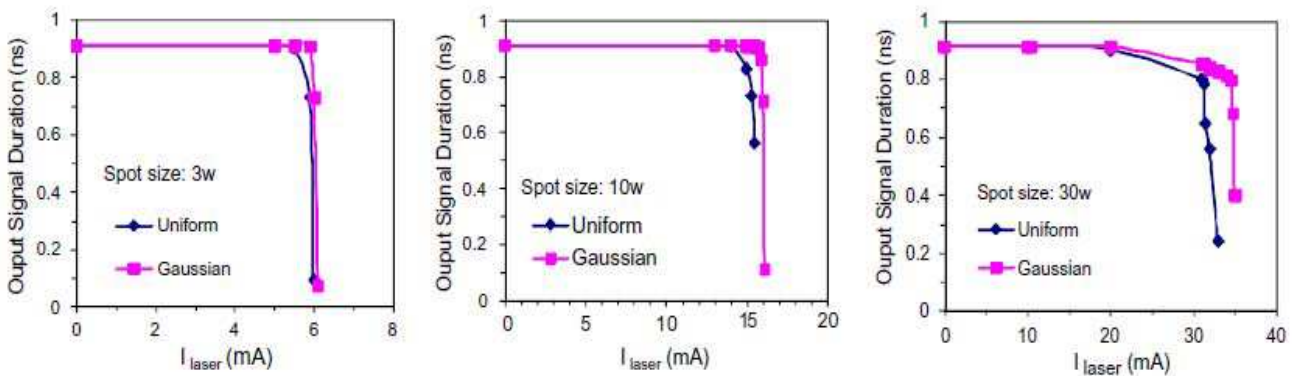 Ouput Signal Duration (ns)
1
0.8
0.6
0.4
0.2
0
Spot size: 3w
Uniform
Gaussian
0 2 4 6 8
I laser (mA)
Ouput Signal Duration (ns)
1
0.8
0.6
0.4
0.2
0
Spot size: 10w
Uniform
Gaussian
0 5 10 15 20
I laser (mA)
Ouput Signal Duration (ns)
1
0.8
0.6
0.4
0.2
0
Spot size: 30w
Uniform
Gaussian
0 10 20 30 40
I laser (mA)